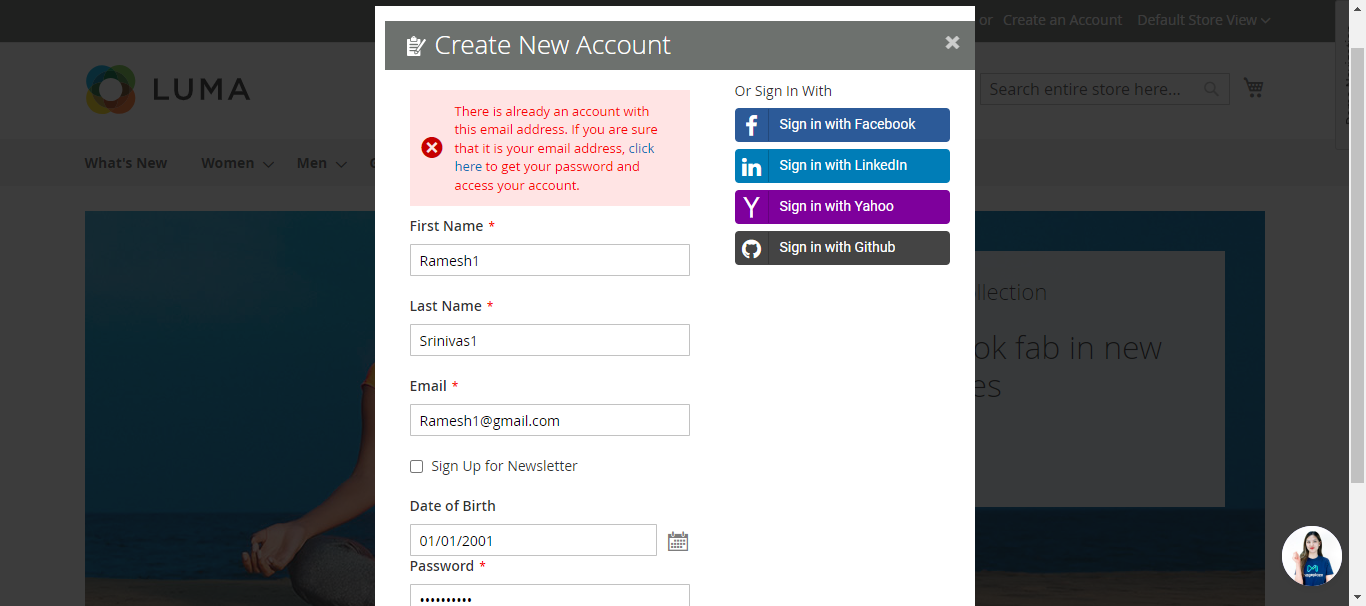 or Create an Account Default Store View
LUMA
Search entire store here...
What's New Women Men
Create New Account
There is already an account with
this email address. If you are sure
that it is your email address, click
here to get your password and
access your account.
First Name *
Ramesh1
Last Name *
Srinivas1
Email *
Ramesh1@gmail.com
Sign Up for Newsletter
Date of Birth
01/01/2001
Password *
••••••••••
Or Sign In With
Sign in with Facebook
Sign in with LinkedIn
Sign in with Yahoo
Sign in with Github
llection
ok fab in new
es